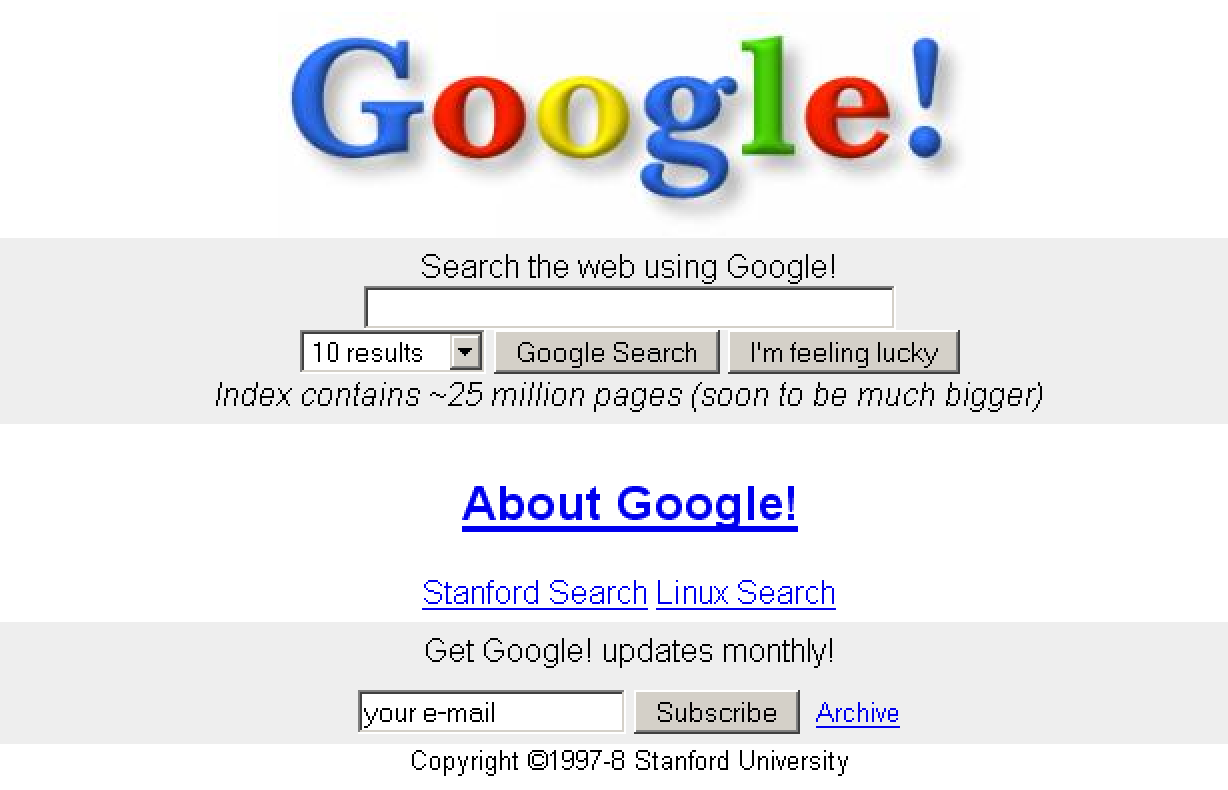 Google!
Search the web using Google!
10 results Google Search I'm feeling lucky
Index contains ~25 million pages (soon to be much bigger)
About Google!
Stanford Search Linux Search
Get Google! updates monthly!
your e-mail Subscribe Archive
Copyright ©1997-8 Stanford University